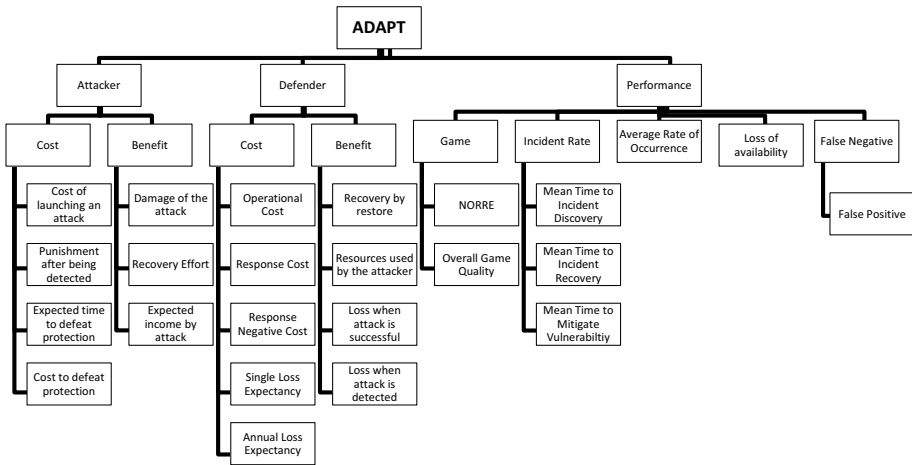 ADAPT
Attacker
Defender
Performance
Cost
Benefit
Cost
Benefit
Game
Incident Rate
Average Rate of
Occurrence
Loss of
availability
False Negative
Cost of
launching an
attack
Punishment
after being
detected
Expected time
to defeat
protection
Cost to defeat
protection
Damage of the
attack
Recovery Effort
Expected
income by
attack
Operational
Cost
Response Cost
Response
Negative Cost
Single Loss
Expectancy
Annual Loss
Expectancy
Recovery by
restore
Resources used
by the attacker
Loss when
attack is
successful
Loss when
attack is
detected
NORRE
Overall Game
Quality
Mean Time to
Incident
Discovery
Mean Time to
Incident
Recovery
Mean Time to
Mitigate
Vulnerabiltiy
False Positive